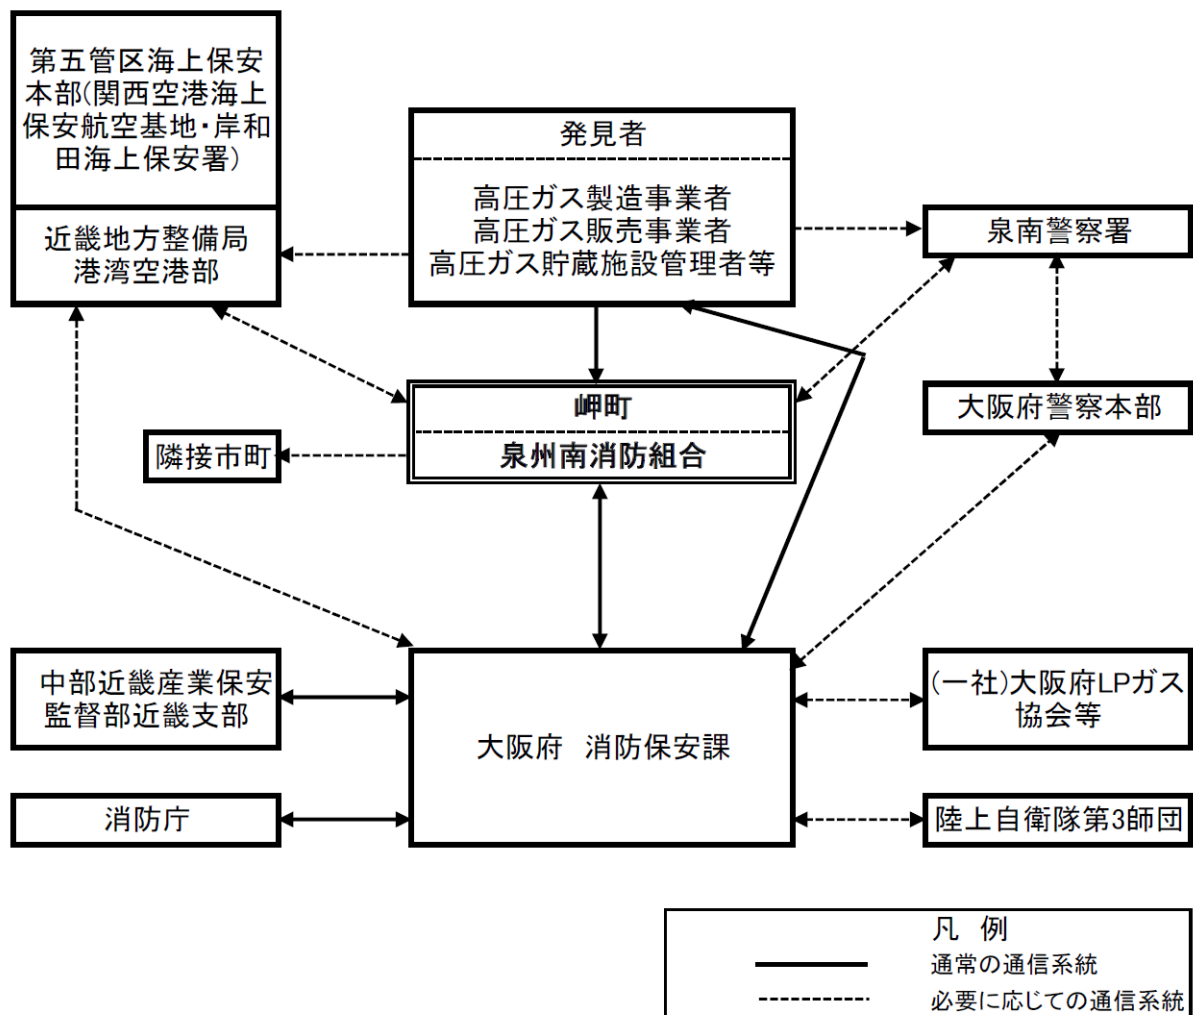 第五管区海上保安
本部(関西空港海上
保安航空基地・岸和
田海上保安署)
近畿地方整備局
港湾空港部
発見者
高圧ガス製造事業者
高圧ガス販売事業者
高圧ガス貯蔵施設管理者等
泉南警察署
岬町
泉州南消防組合
大阪府警察本部
隣接市町
中部近畿産業保安
監督部近畿支部
大阪府 消防保安課
(一社)大阪府LPガス
協会等
消防庁
陸上自衛隊第3師団
凡 例
通常の通信系統
必要に応じての通信系統